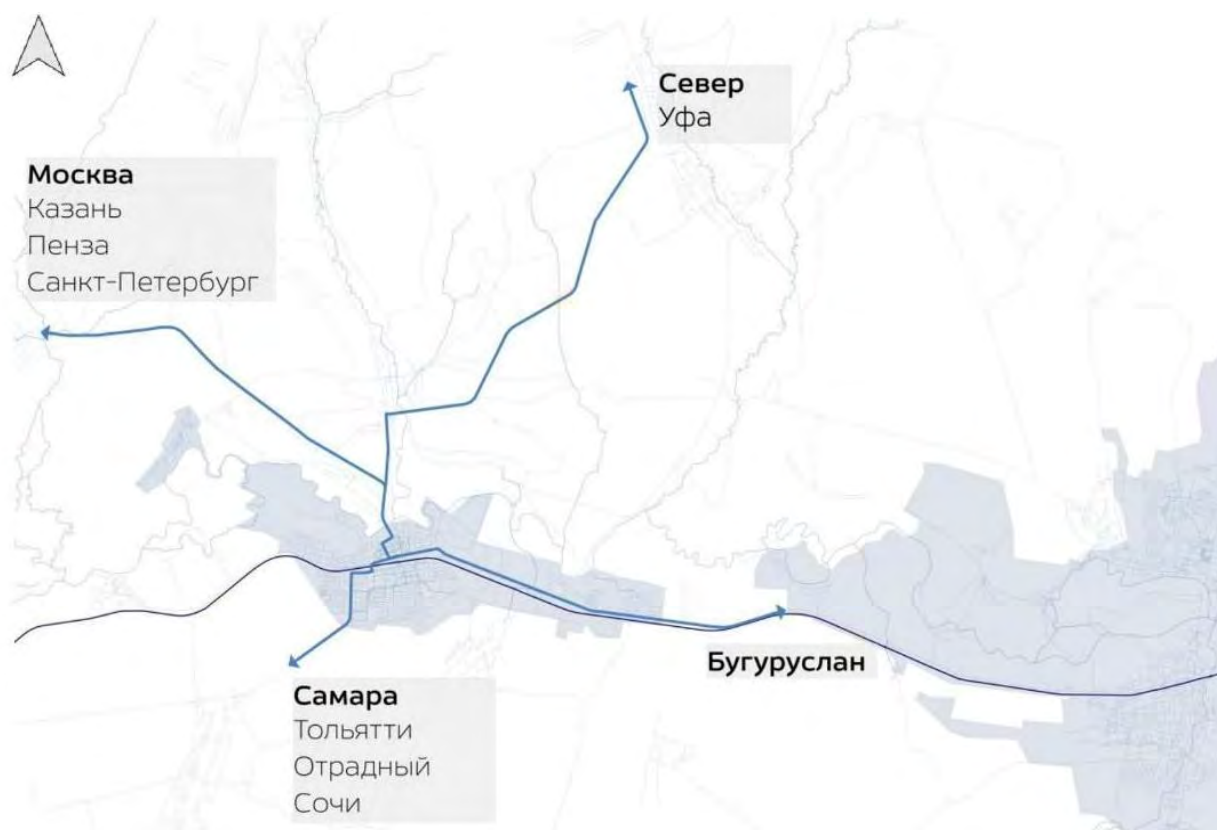 Север
Уфа
Москва
Казань
Пенза
Санкт-Петербург
Бугуруслан
Самара
Тольятти
Отрадный
Сочи